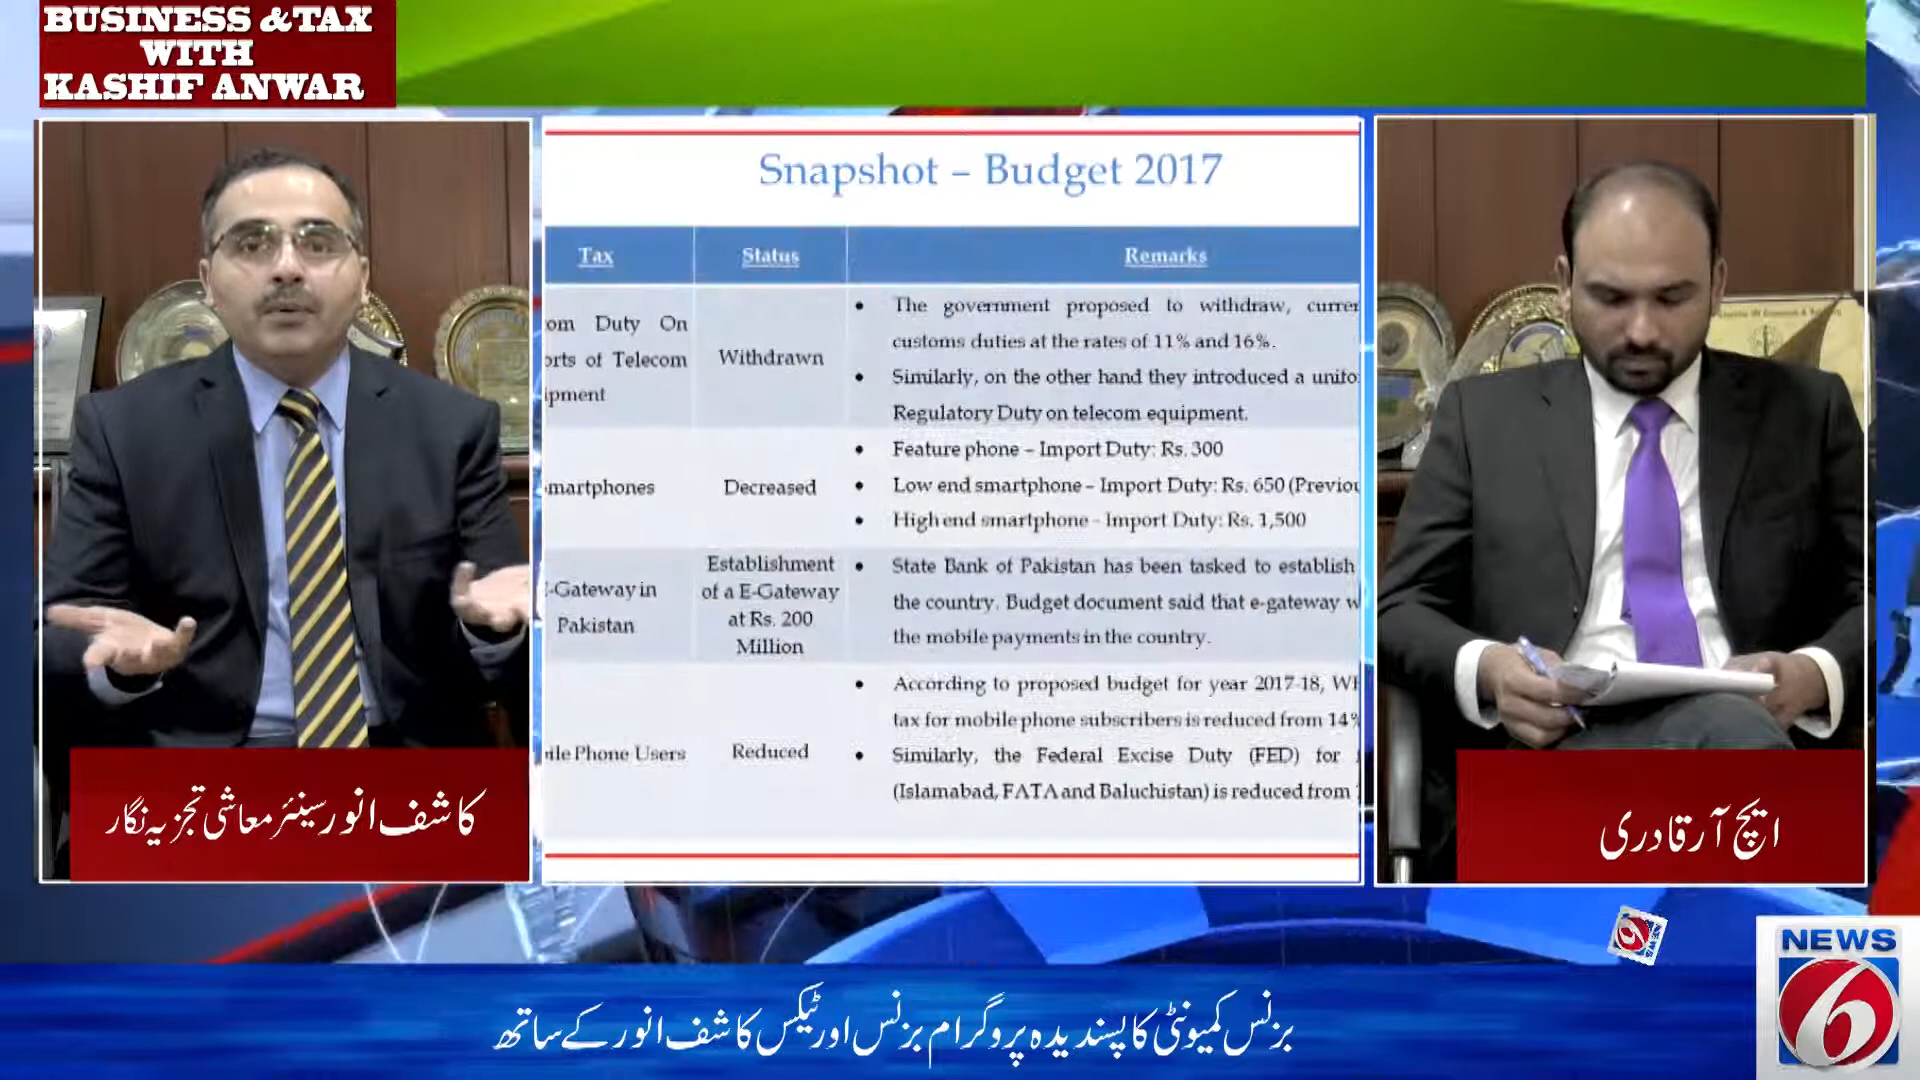 BUSINESS & TAX
WITH
KASHIF ANWAR
Snapshot – Budget 2017
Tax
Status
Remarks
om Duty On
orts of Telecom
ipment
Withdrawn
• The government proposed to withdraw, curren
customs duties at the rates of 11% and 16%.
• Similarly, on the other hand they introduced a unifo
Regulatory Duty on telecom equipment.
martphones
Decreased
• Feature phone – Import Duty: Rs. 300
• Low end smartphone – Import Duty: Rs. 650 (Previou
• High end smartphone – Import Duty: Rs. 1,500
E-Gateway in
Pakistan
Establishment
of a E-Gateway
at Rs. 200
Million
• State Bank of Pakistan has been tasked to establish
the country. Budget document said that e-gateway w
the mobile payments in the country.
ile Phone Users
Reduced
• According to proposed budget for year 2017-18, WH
tax for mobile phone subscribers is reduced from 14%
• Similarly, the Federal Excise Duty (FED) for
(Islamabad, FATA and Baluchistan) is reduced from
کاشف انور سینئر معاشی تجزیہ نگار
ایچ آر قادری
بزنس کمیونٹی کا پسندیدہ پروگرام بزنس اور ٹیکس کاشف انور کے ساتھ
NEWS
6